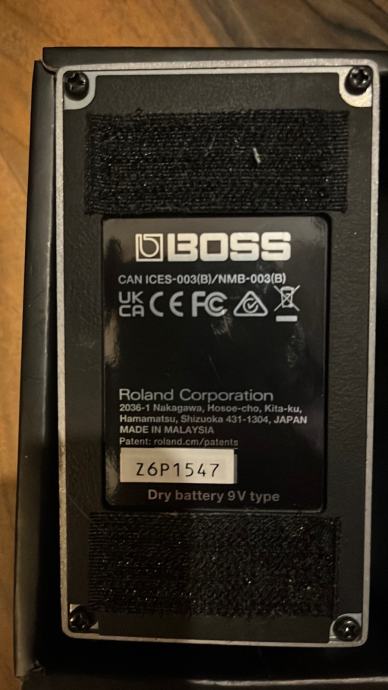 BOSS
CAN ICES-003(B)/NMB-003(B)
UK CA CE FC
Roland Corporation
2036-1 Nakagawa, Hosoe-cho, Kita-ku,
Hamamatsu, Shizuoka 431-1304, JAPAN
MADE IN MALAYSIA
Patent: roland.cm/patents
Z6P1547
Dry battery 9V type